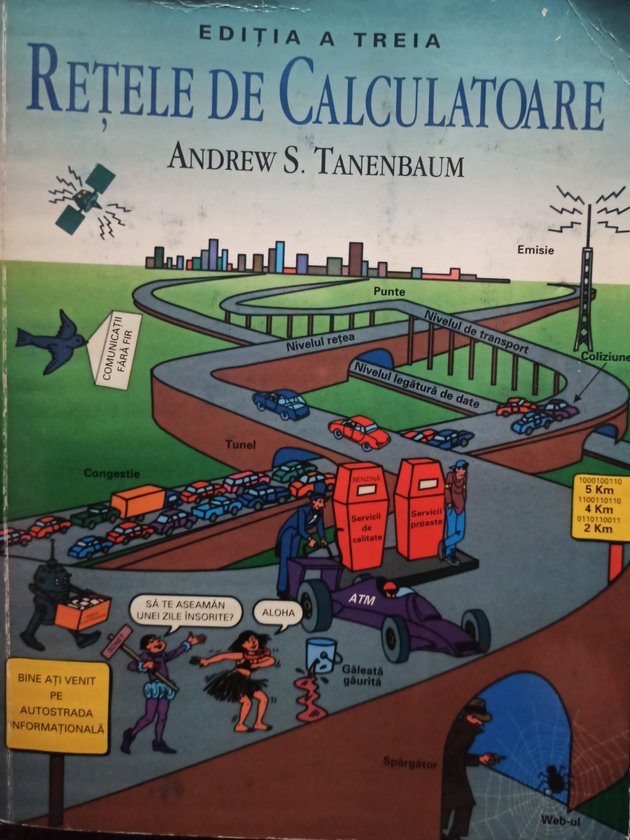 EDIȚIA A TREIA
REȚELE DE CALCULATOARE
ANDREW S. TANENBAUM
Emisie
Punte
Nivelul rețea
Nivelul de transport
COMUNICAȚII
FĂRĂ FIR
Coliziune
Nivelul legătură de date
Tunel
Congestie
BENZINĂ
Servicii
de
calitate
Servicii
proaste
1000100110
5 Km
1100110110
4 Km
0110110011
2 Km
ATM
SĂ TE ASEAMĂN
UNEI ZILE ÎNSORITE?
ALOHA
SONET
Găleată
găurită
BINE AȚI VENIT
PE
AUTOSTRADA
INFORMAȚIONALĂ
Spărgător
Web-ul